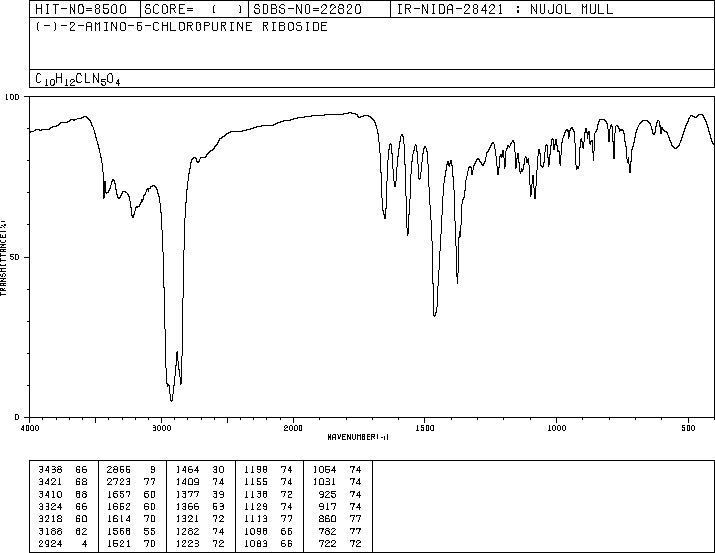 HIT-NO=8500 SCORE= ( ) SDBS-NO=22820 IR-NIDA-28421 : NUJOL MULL
(-)-2-AMINO-6-CHLOROPURINE RIBOSIDE
C10H12CLN5O4
100
50
0
TRANSMITTANCE(%)
4000 3000 2000 1500 1000 500
WAVENUMBER(-1)
3438 66 2866 9 1464 30 1198 74 1064 74
3421 68 2723 77 1409 74 1155 74 1031 74
3410 68 1657 60 1377 39 1138 72 925 74
3324 66 1652 60 1366 53 1129 74 917 74
3218 60 1614 70 1321 72 1113 77 860 77
3188 62 1568 55 1282 74 1098 66 782 77
2924 4 1521 70 1223 72 1083 66 722 72